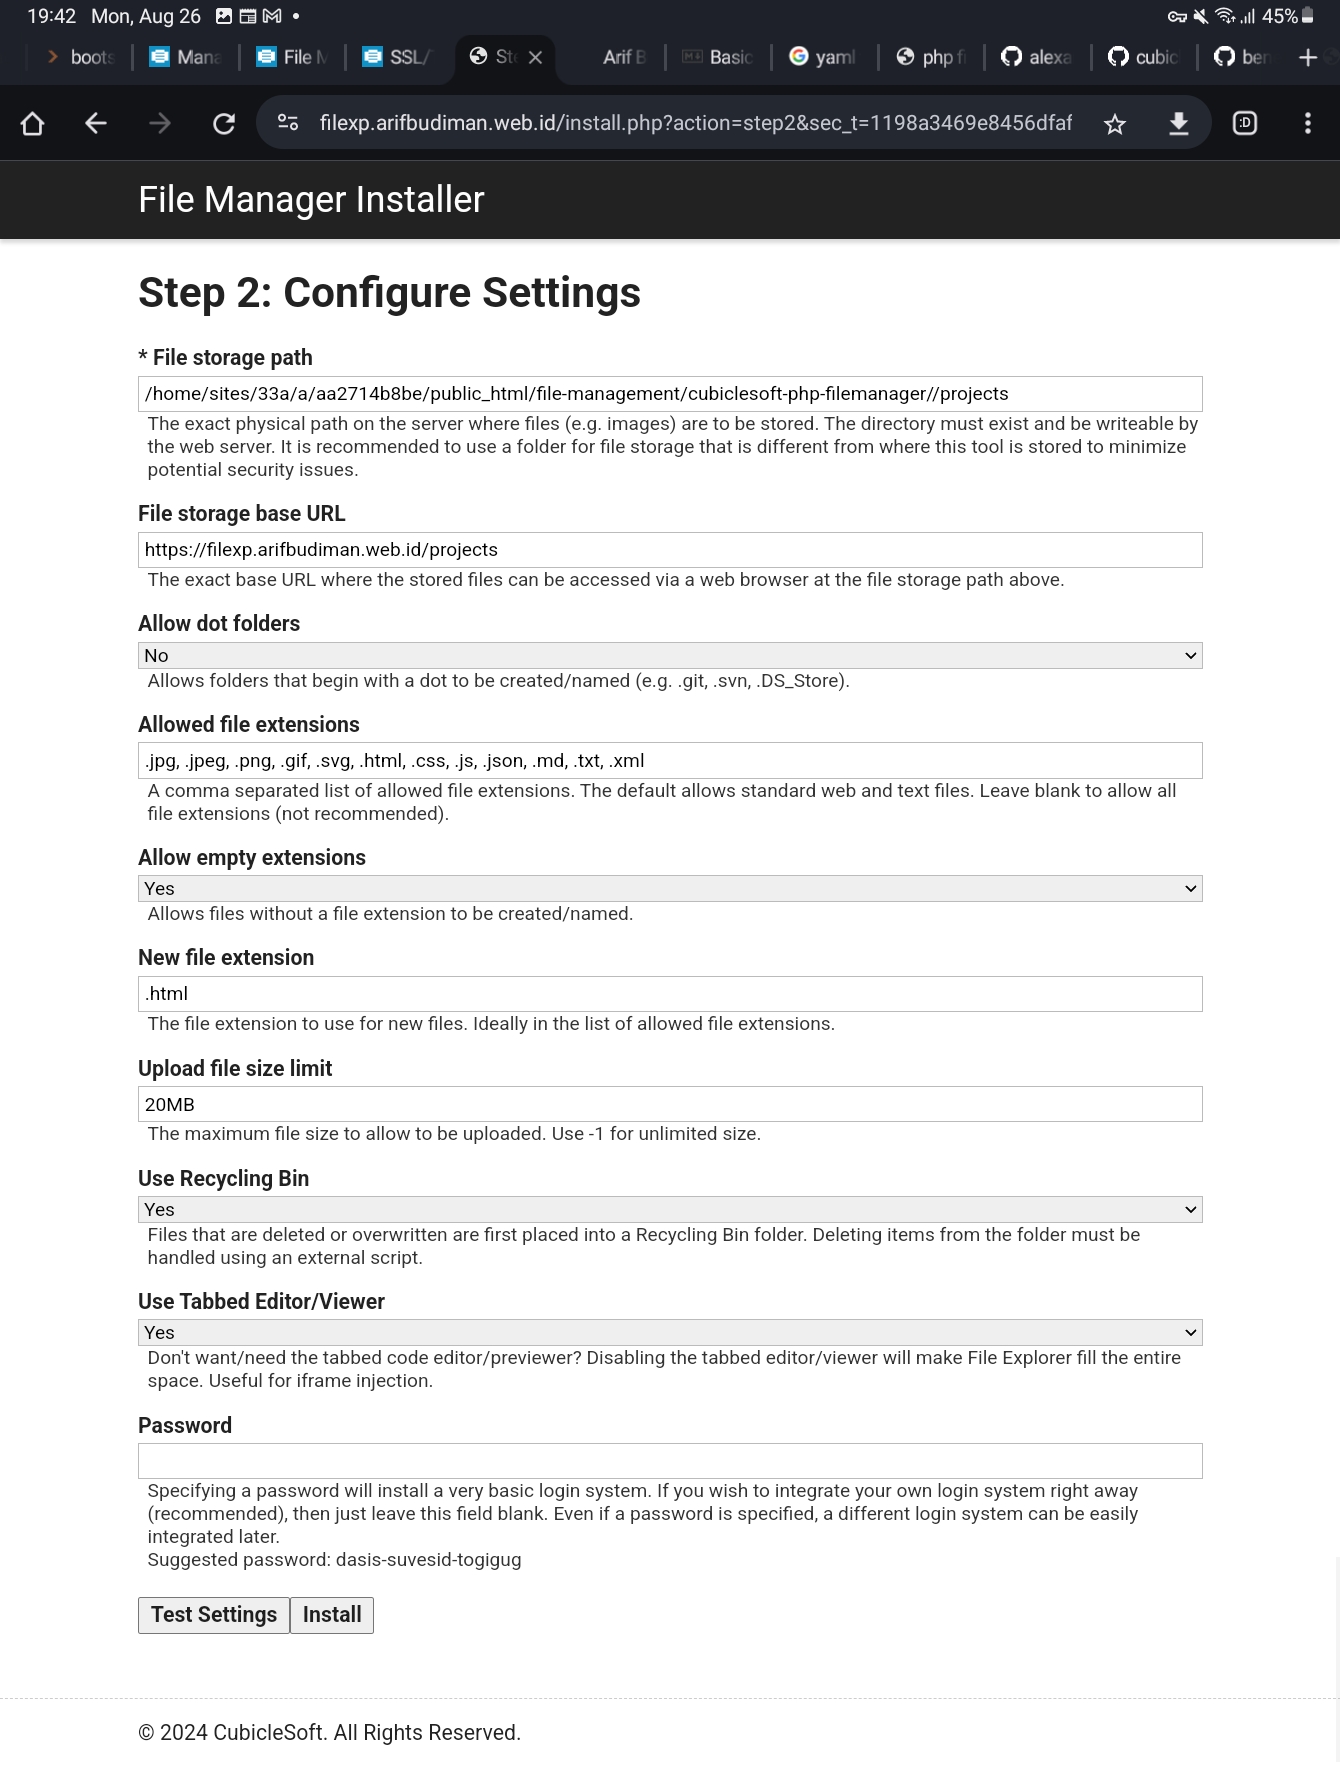 19:42 Mon, Aug 26
45%
boots
Mana
File M
SSL/
Ste
Arif B
Basic
yaml
php fi
alexa
cubic
ben
filexp.arifbudiman.web.id/install.php?action=step2&sec_t=1198a3469e8456dfaf
:D
File Manager Installer
Step 2: Configure Settings
* File storage path
/home/sites/33a/a/aa2714b8be/public_html/file-management/cubiclesoft-php-filemanager//projects
The exact physical path on the server where files (e.g. images) are to be stored. The directory must exist and be writeable by
the web server. It is recommended to use a folder for file storage that is different from where this tool is stored to minimize
potential security issues.
File storage base URL
https://filexp.arifbudiman.web.id/projects
The exact base URL where the stored files can be accessed via a web browser at the file storage path above.
Allow dot folders
No
Allows folders that begin with a dot to be created/named (e.g. .git, .svn, .DS_Store).
Allowed file extensions
.jpg, .jpeg, .png, .gif, .svg, .html, .css, .js, .json, .md, .txt, .xml
A comma separated list of allowed file extensions. The default allows standard web and text files. Leave blank to allow all
file extensions (not recommended).
Allow empty extensions
Yes
Allows files without a file extension to be created/named.
New file extension
.html
The file extension to use for new files. Ideally in the list of allowed file extensions.
Upload file size limit
20MB
The maximum file size to allow to be uploaded. Use -1 for unlimited size.
Use Recycling Bin
Yes
Files that are deleted or overwritten are first placed into a Recycling Bin folder. Deleting items from the folder must be
handled using an external script.
Use Tabbed Editor/Viewer
Yes
Don't want/need the tabbed code editor/previewer? Disabling the tabbed editor/viewer will make File Explorer fill the entire
space. Useful for iframe injection.
Password
Specifying a password will install a very basic login system. If you wish to integrate your own login system right away
(recommended), then just leave this field blank. Even if a password is specified, a different login system can be easily
integrated later.
Suggested password: dasis-suvesid-togigug
Test Settings
Install
© 2024 CubicleSoft. All Rights Reserved.